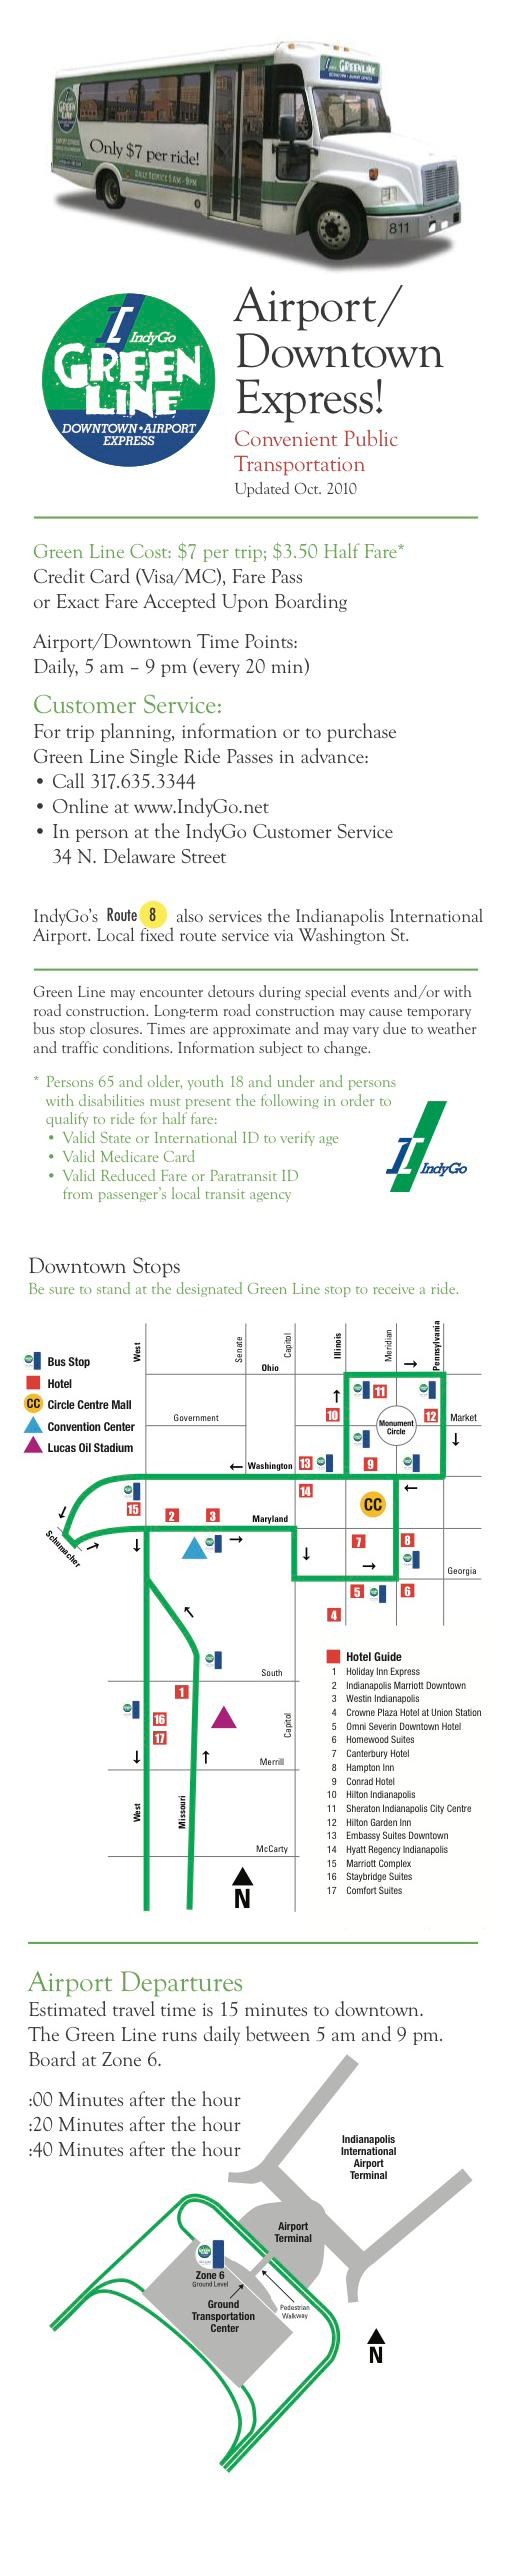 GREENLINE
GREEN
LINE
Only $7 per ride!
DAILY SERVICE 5 AM - 9PM
811
IndyGo
GREEN
LINE
DOWNTOWN•AIRPORT
EXPRESS
Airport/
Downtown
Express!
Convenient Public
Transportation
Updated Oct. 2010
Green Line Cost: $7 per trip; $3.50 Half Fare*
Credit Card (Visa/MC), Fare Pass
or Exact Fare Accepted Upon Boarding
Airport/Downtown Time Points:
Daily, 5 am – 9 pm (every 20 min)
Customer Service:
For trip planning, information or to purchase
Green Line Single Ride Passes in advance:
• Call 317.635.3344
• Online at www.IndyGo.net
• In person at the IndyGo Customer Service
34 N. Delaware Street
IndyGo's Route 8 also services the Indianapolis International
Airport. Local fixed route service via Washington St.
Green Line may encounter detours during special events and/or with
road construction. Long-term road construction may cause temporary
bus stop closures. Times are approximate and may vary due to weather
and traffic conditions. Information subject to change.
* Persons 65 and older, youth 18 and under and persons
with disabilities must present the following in order to
qualify to ride for half fare:
• Valid State or International ID to verify age
• Valid Medicare Card
• Valid Reduced Fare or Paratransit ID
from passenger's local transit agency
IndyGo
Downtown Stops
Be sure to stand at the designated Green Line stop to receive a ride.
Bus Stop
Hotel
CC Circle Centre Mall
Convention Center
Lucas Oil Stadium
West
Senate
Capitol
Illinois
Meridian
Pennsylvania
Ohio
11
10
12
Government
Monument
Circle
Market
Washington
13
9
14
CC
15
2
3
Maryland
Schumacher
7
8
Georgia
5
6
4
South
1
16
17
Capitol
Merrill
West
Missouri
McCarty
N
Hotel Guide
1 Holiday Inn Express
2 Indianapolis Marriott Downtown
3 Westin Indianapolis
4 Crowne Plaza Hotel at Union Station
5 Omni Severin Downtown Hotel
6 Homewood Suites
7 Canterbury Hotel
8 Hampton Inn
9 Conrad Hotel
10 Hilton Indianapolis
11 Sheraton Indianapolis City Centre
12 Hilton Garden Inn
13 Embassy Suites Downtown
14 Hyatt Regency Indianapolis
15 Marriott Complex
16 Staybridge Suites
17 Comfort Suites
Airport Departures
Estimated travel time is 15 minutes to downtown.
The Green Line runs daily between 5 am and 9 pm.
Board at Zone 6.
:00 Minutes after the hour
:20 Minutes after the hour
:40 Minutes after the hour
Indianapolis
International
Airport
Terminal
Airport
Terminal
Zone 6
Ground Level
Ground
Transportation
Center
Pedestrian
Walkway
N